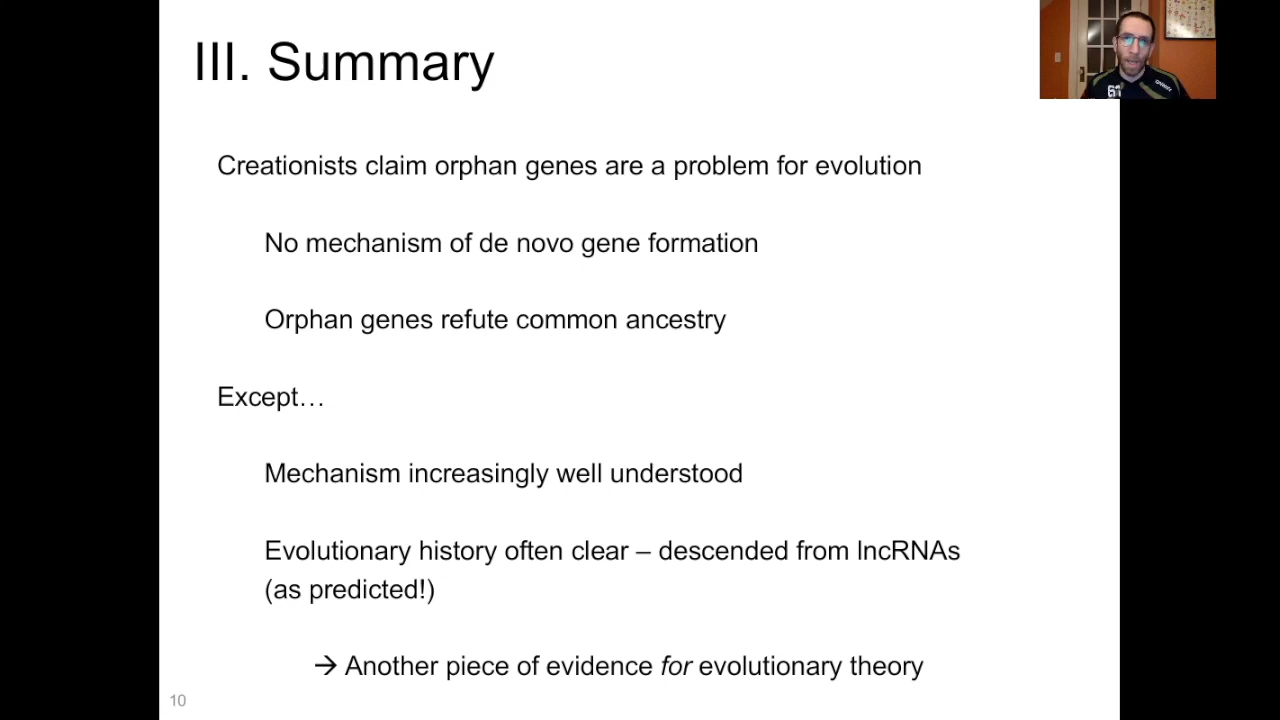 III. Summary
Creationists claim orphan genes are a problem for evolution
No mechanism of de novo gene formation
Orphan genes refute common ancestry
Except…
Mechanism increasingly well understood
Evolutionary history often clear – descended from lncRNAs
(as predicted!)
→ Another piece of evidence for evolutionary theory
10